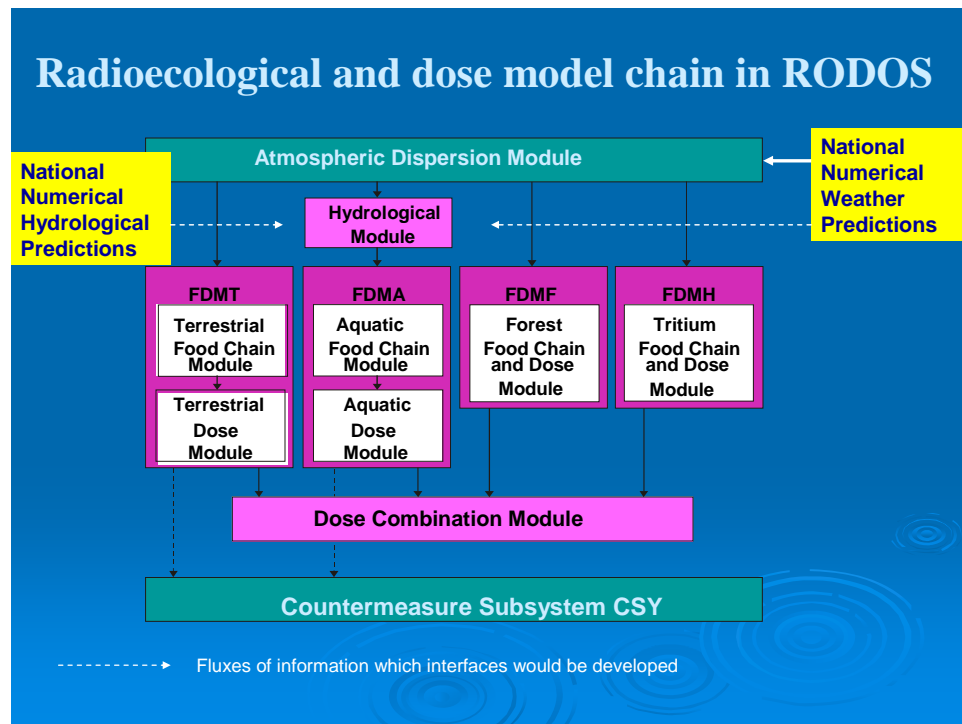 Radioecological and dose model chain in RODOS
Atmospheric Dispersion Module
National
Numerical
Hydrological
Predictions
National
Numerical
Weather
Predictions
Hydrological
Module
FDMT
Terrestrial
Food Chain
Module
Terrestrial
Dose
Module
FDMA
Aquatic
Food Chain
Module
Aquatic
Dose
Module
FDMF
Forest
Food Chain
and Dose
Module
FDMH
Tritium
Food Chain
and Dose
Module
Dose Combination Module
Countermeasure Subsystem CSY
Fluxes of information which interfaces would be developed